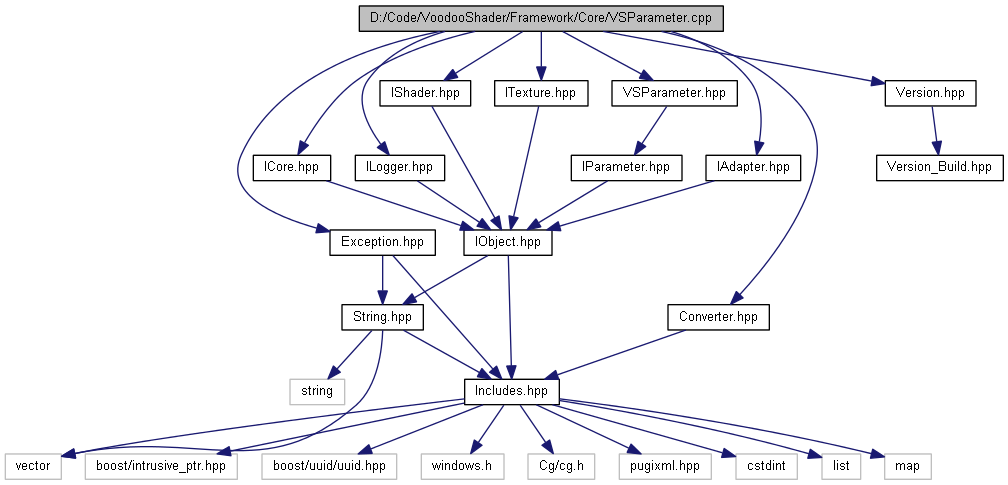 D:/Code/VoodooShader/Framework/Core/VSParameter.cpp
IShader.hpp
ITexture.hpp
VSParameter.hpp
Version.hpp
ICore.hpp
ILogger.hpp
IParameter.hpp
IAdapter.hpp
Version_Build.hpp
Exception.hpp
IObject.hpp
String.hpp
Converter.hpp
string
Includes.hpp
vector
boost/intrusive_ptr.hpp
boost/uuid/uuid.hpp
windows.h
Cg/cg.h
pugixml.hpp
cstdint
list
map